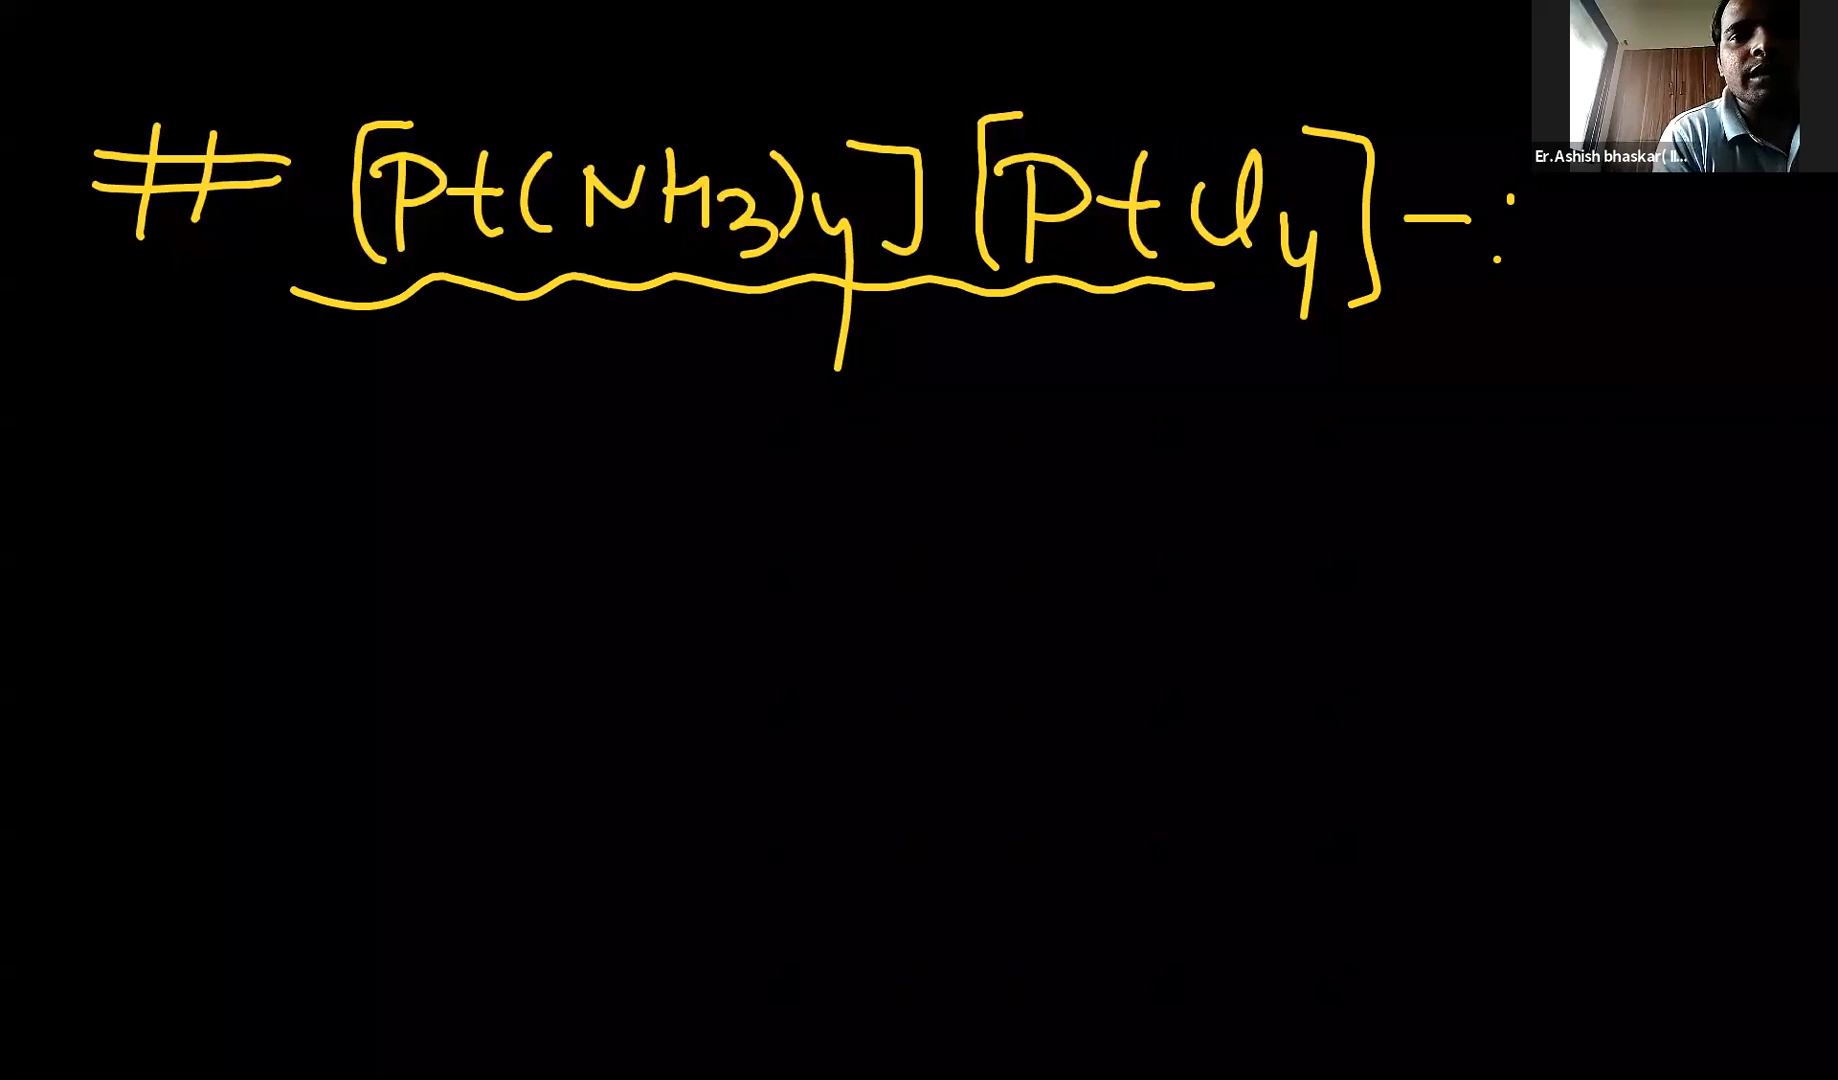 # [Pt(NH3)4] [PtCl4] - :
Er.Ashish bhaskar( II...